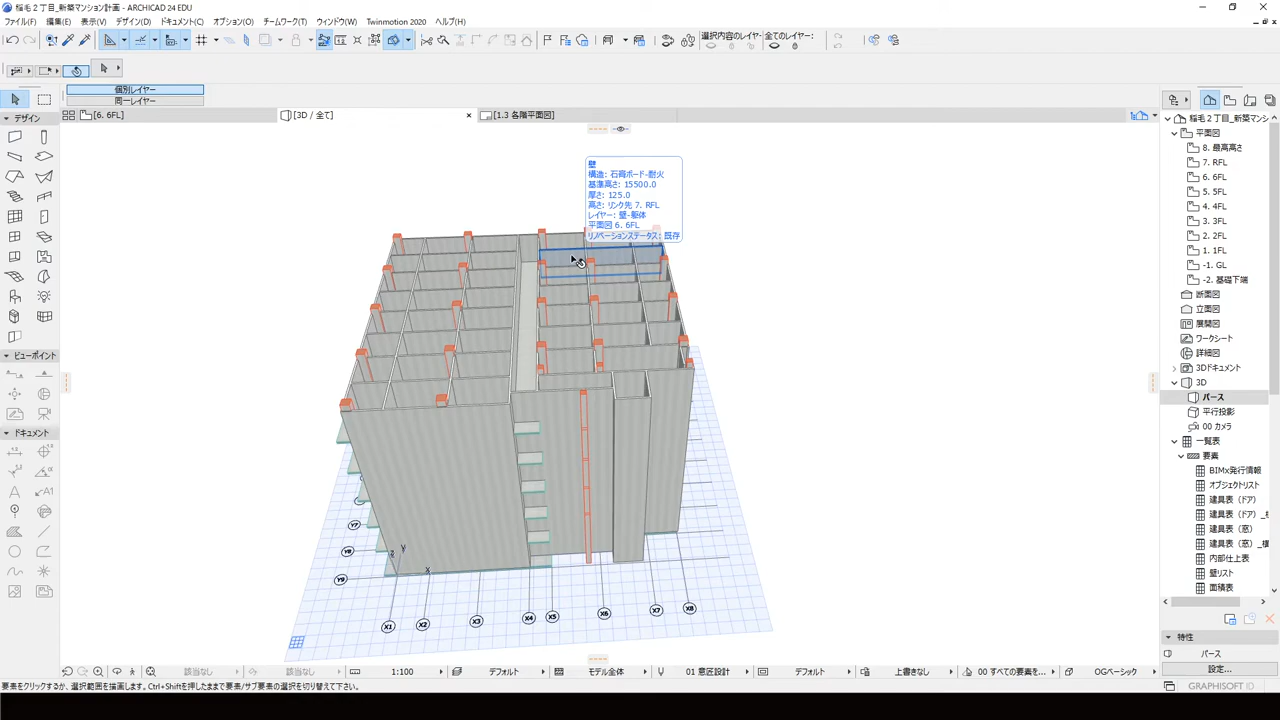 稲毛２丁目_新築マンション計画 - ARCHICAD 24 EDU
ファイル(F) 編集(E) 表示(V) デザイン(D) ドキュメント(C) オプション(O) チームワーク(T) ウィンドウ(W) Twinmotion 2020 ヘルプ(H)
選択内容のレイヤー
全てのレイヤー:
個別レイヤー
同一レイヤー
デザイン
[6. 6FL]
[3D / 全て]
[1.3 各階平面図]
壁
構造: 石膏ボード-耐火
基準高さ: 15500.0
厚さ: 125.0
高さ: リンク先 7. RFL
レイヤー: 壁-躯体
平面図 6. 6FL
リノベーションステータス: 既存
ビューポイント
ドキュメント
A1
Y7
Y8
Y9
X1
X2
X3
X4
X5
X6
X7
X8
Y
Z
X
稲毛２丁目_新築マンシ
平面図
8. 最高高さ
7. RFL
6. 6FL
5. 5FL
4. 4FL
3. 3FL
2. 2FL
1. 1FL
-1. GL
-2. 基礎下端
断面図
立面図
展開図
ワークシート
詳細図
3Dドキュメント
3D
パース
平行投影
00 カメラ
一覧表
要素
BIMx発行情報
オブジェクトリスト
建具表（ドア）
建具表（ドア）_横
建具表（窓）
建具表（窓）_横
内部仕上表
壁リスト
面積表
特性
パース
設定...
GRAPHISOFT ID
該当なし
該当なし
1:100
デフォルト
モデル全体
01 意匠設計
デフォルト
上書きなし
00 すべての要素を...
OGベーシック
要素をクリックするか、選択範囲を描画します。Ctrl+Shiftを押したままで要素/サブ要素の選択を切り替えて下さい。